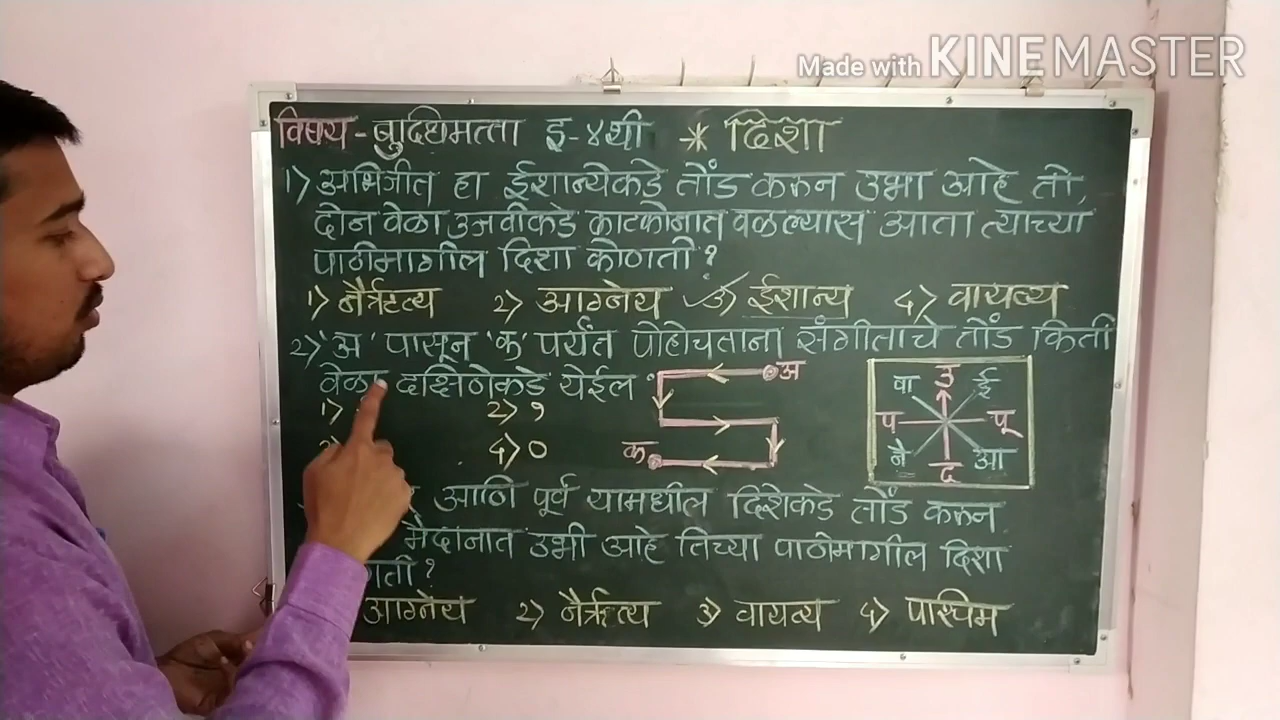 Made with KINEMASTER
विषय - बुद्धिमत्ता इ-४थी * दिशा
१) अभिजीत हा ईशान्येकडे तोंड करून उभा आहे तो,
दोन वेळा उजवीकडे काटकोनात वळल्यास आता त्याच्या
पाठीमागील दिशा कोणती?
१) नैर्ऋत्य २) आग्नेय ३) ईशान्य ४) वायव्य
२) 'अ' पासून 'क' पर्यंत पोहोचताना संगीताचे तोंड किती
वेळा दक्षिणेकडे येईल
१) २) १
४) ०
अ
क
वा उ ई
प पू
नै द आ
आणि पूर्व यामधील दिशेकडे तोंड करून
मैदानात उभी आहे तिच्या पाठीमागील दिशा
आग्नेय २) नैर्ऋत्य ३) वायव्य ४) पश्चिम